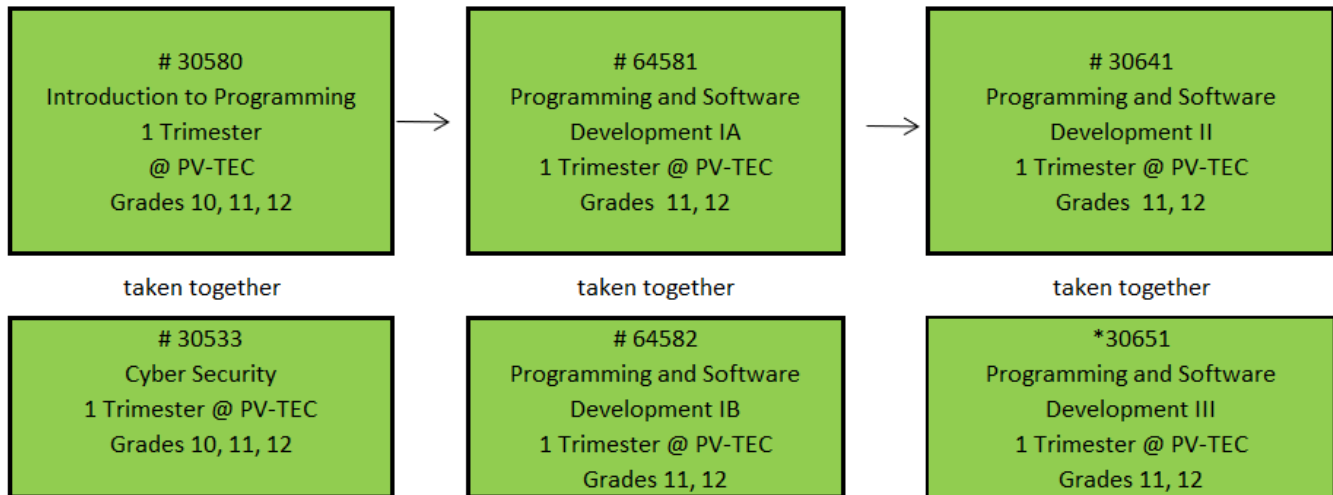 # 30580
Introduction to Programming
1 Trimester
@ PV-TEC
Grades 10, 11, 12
# 64581
Programming and Software
Development IA
1 Trimester @ PV-TEC
Grades 11, 12
# 30641
Programming and Software
Development II
1 Trimester @ PV-TEC
Grades 11, 12
taken together
taken together
taken together
# 30533
Cyber Security
1 Trimester @ PV-TEC
Grades 10, 11, 12
# 64582
Programming and Software
Development IB
1 Trimester @ PV-TEC
Grades 11, 12
*30651
Programming and Software
Development III
1 Trimester @ PV-TEC
Grades 11, 12